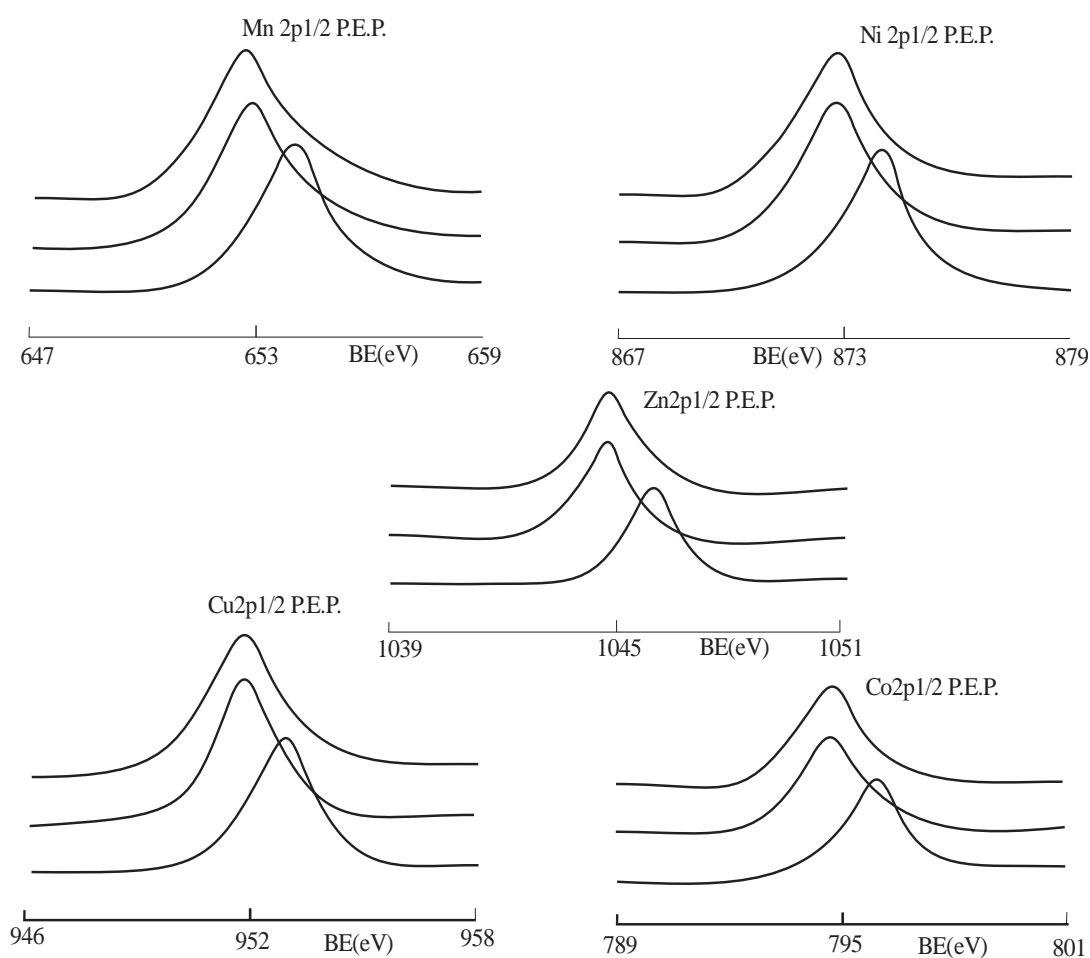 Mn 2p1/2 P.E.P.
647 653 BE(eV) 659
Ni 2p1/2 P.E.P.
867 BE(eV) 873 879
Zn2p1/2 P.E.P.
1039 1045 BE(eV) 1051
Cu2p1/2 P.E.P.
946 952 BE(eV) 958
Co2p1/2 P.E.P.
789 795 BE(eV) 801